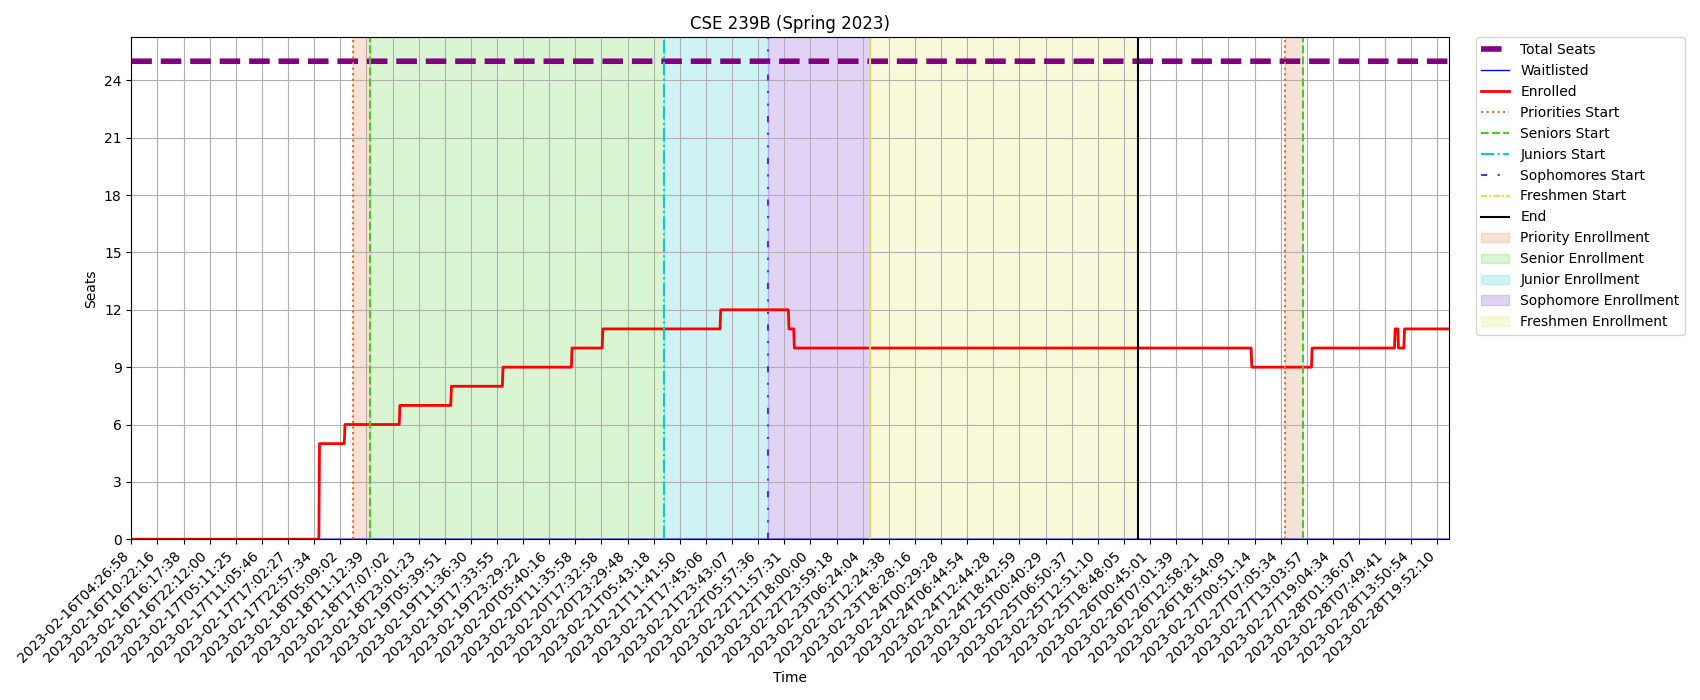 CSE 239B (Spring 2023)
Seats
24
21
18
15
12
9
6
3
0
2023-02-16T04:26:58
2023-02-16T10:22:16
2023-02-16T16:17:38
2023-02-16T22:12:00
2023-02-17T05:11:25
2023-02-17T11:05:46
2023-02-17T17:02:27
2023-02-17T22:57:34
2023-02-18T05:09:02
2023-02-18T11:12:39
2023-02-18T17:07:02
2023-02-18T23:01:23
2023-02-19T05:39:51
2023-02-19T11:36:30
2023-02-19T17:33:55
2023-02-19T23:29:22
2023-02-20T05:40:16
2023-02-20T11:35:58
2023-02-20T17:32:58
2023-02-20T23:29:48
2023-02-21T05:43:18
2023-02-21T11:41:50
2023-02-21T17:45:06
2023-02-21T23:43:07
2023-02-22T05:57:36
2023-02-22T11:57:31
2023-02-22T18:00:00
2023-02-22T23:59:18
2023-02-23T06:24:04
2023-02-23T12:24:38
2023-02-23T18:28:16
2023-02-24T00:29:28
2023-02-24T06:44:54
2023-02-24T12:44:28
2023-02-24T18:42:59
2023-02-25T00:40:29
2023-02-25T06:50:37
2023-02-25T12:51:10
2023-02-25T18:48:05
2023-02-26T00:45:01
2023-02-26T07:01:39
2023-02-26T12:58:21
2023-02-26T18:54:09
2023-02-27T00:51:14
2023-02-27T07:05:34
2023-02-27T13:03:57
2023-02-27T19:04:34
2023-02-28T01:36:07
2023-02-28T07:49:41
2023-02-28T13:50:54
2023-02-28T19:52:10
Time
Total Seats
Waitlisted
Enrolled
Priorities Start
Seniors Start
Juniors Start
Sophomores Start
Freshmen Start
End
Priority Enrollment
Senior Enrollment
Junior Enrollment
Sophomore Enrollment
Freshmen Enrollment